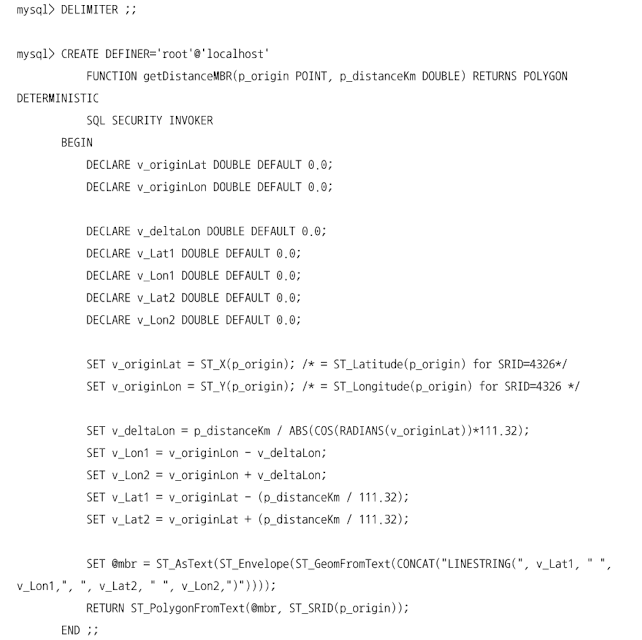 mysql> DELIMITER ;;
mysql> CREATE DEFINER='root'@'localhost'
FUNCTION getDistanceMBR(p_origin POINT, p_distanceKm DOUBLE) RETURNS POLYGON
DETERMINISTIC
SQL SECURITY INVOKER
BEGIN
DECLARE v_originLat DOUBLE DEFAULT 0.0;
DECLARE v_originLon DOUBLE DEFAULT 0.0;
DECLARE v_deltaLon DOUBLE DEFAULT 0.0;
DECLARE v_Lat1 DOUBLE DEFAULT 0.0;
DECLARE v_Lon1 DOUBLE DEFAULT 0.0;
DECLARE v_Lat2 DOUBLE DEFAULT 0.0;
DECLARE v_Lon2 DOUBLE DEFAULT 0.0;
SET v_originLat = ST_X(p_origin); /* = ST_Latitude(p_origin) for SRID=4326*/
SET v_originLon = ST_Y(p_origin); /* = ST_Longitude(p_origin) for SRID=4326 */
SET v_deltaLon = p_distanceKm / ABS(COS(RADIANS(v_originLat))*111.32);
SET v_Lon1 = v_originLon - v_deltaLon;
SET v_Lon2 = v_originLon + v_deltaLon;
SET v_Lat1 = v_originLat - (p_distanceKm / 111.32);
SET v_Lat2 = v_originLat + (p_distanceKm / 111.32);
SET @mbr = ST_AsText(ST_Envelope(ST_GeomFromText(CONCAT("LINESTRING(", v_Lat1, " ",
v_Lon1,", ", v_Lat2, " ", v_Lon2,")"))));
RETURN ST_PolygonFromText(@mbr, ST_SRID(p_origin));
END ;;